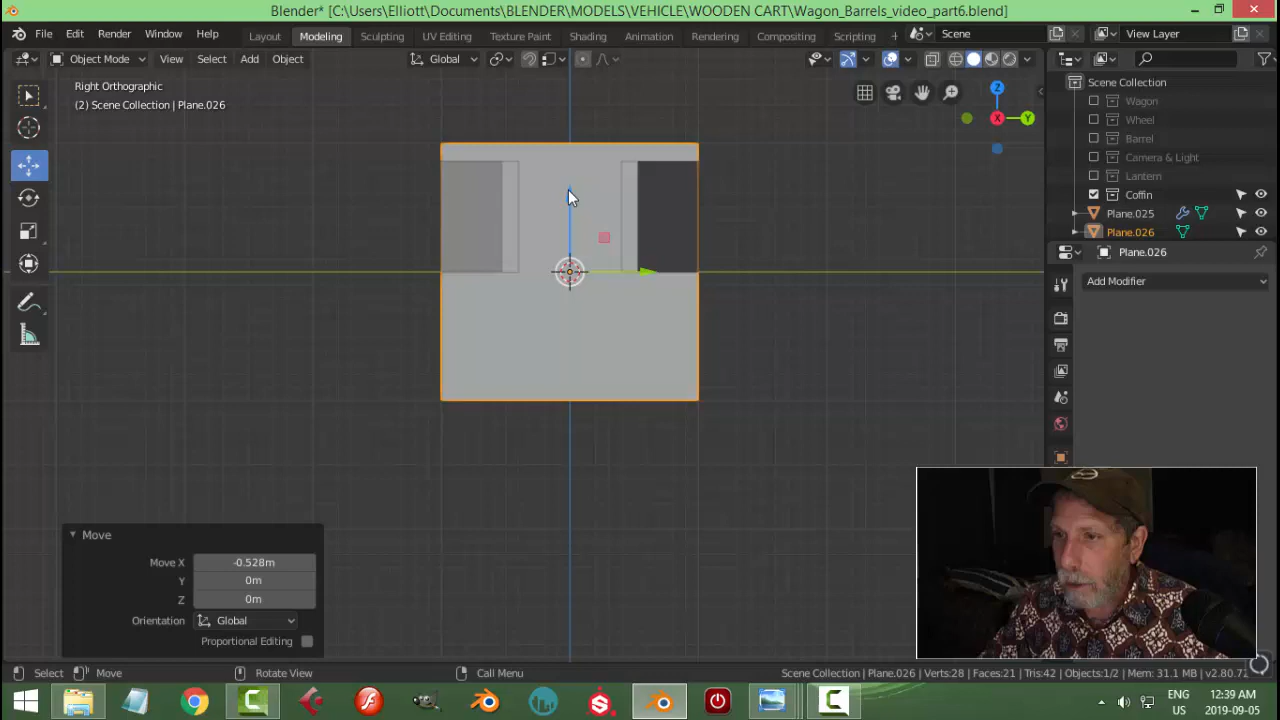 Blender* [C:\Users\Elliott\Documents\BLENDER\MODELS\VEHICLE\WOODEN CART\Wagon_Barrels_video_part6.blend]
File Edit Render Window Help Layout Modeling Sculpting UV Editing Texture Paint Shading Animation Rendering Compositing Scripting + Scene View Layer
Object Mode View Select Add Object Global
Right Orthographic
(2) Scene Collection | Plane.026
Z
X
Y
Scene Collection
Wagon
Wheel
Barrel
Camera & Light
Lantern
Coffin
Plane.025
Plane.026
Plane.026
Add Modifier
Move
Move X -0.528m
Y 0m
Z 0m
Orientation Global
Proportional Editing
Select Move Rotate View Call Menu Scene Collection | Plane.026 | Verts:28 | Faces:21 | Tris:42 | Objects:1/2 | Mem: 31.1 MB | v2.80.7
ENG 12:39 AM
US 2019-09-05